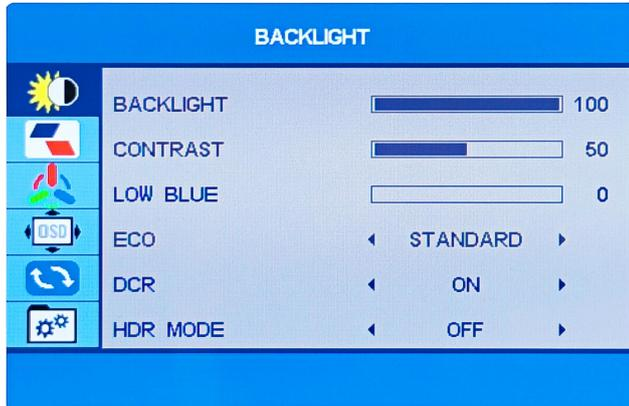 BACKLIGHT
BACKLIGHT 100
CONTRAST 50
LOW BLUE 0
OSD
ECO STANDARD
DCR ON
HDR MODE OFF